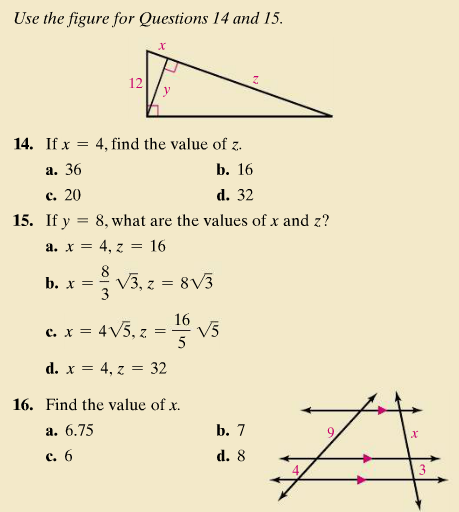 Use the figure for Questions 14 and 15.
x
12
y
z
14. If x = 4, find the value of z.
a. 36 b. 16
c. 20 d. 32
15. If y = 8, what are the values of x and z?
a. x = 4, z = 16
b. x = 8/3 √3, z = 8√3
c. x = 4√5, z = 16/5 √5
d. x = 4, z = 32
16. Find the value of x.
a. 6.75 b. 7
c. 6 d. 8
9 x
4 3